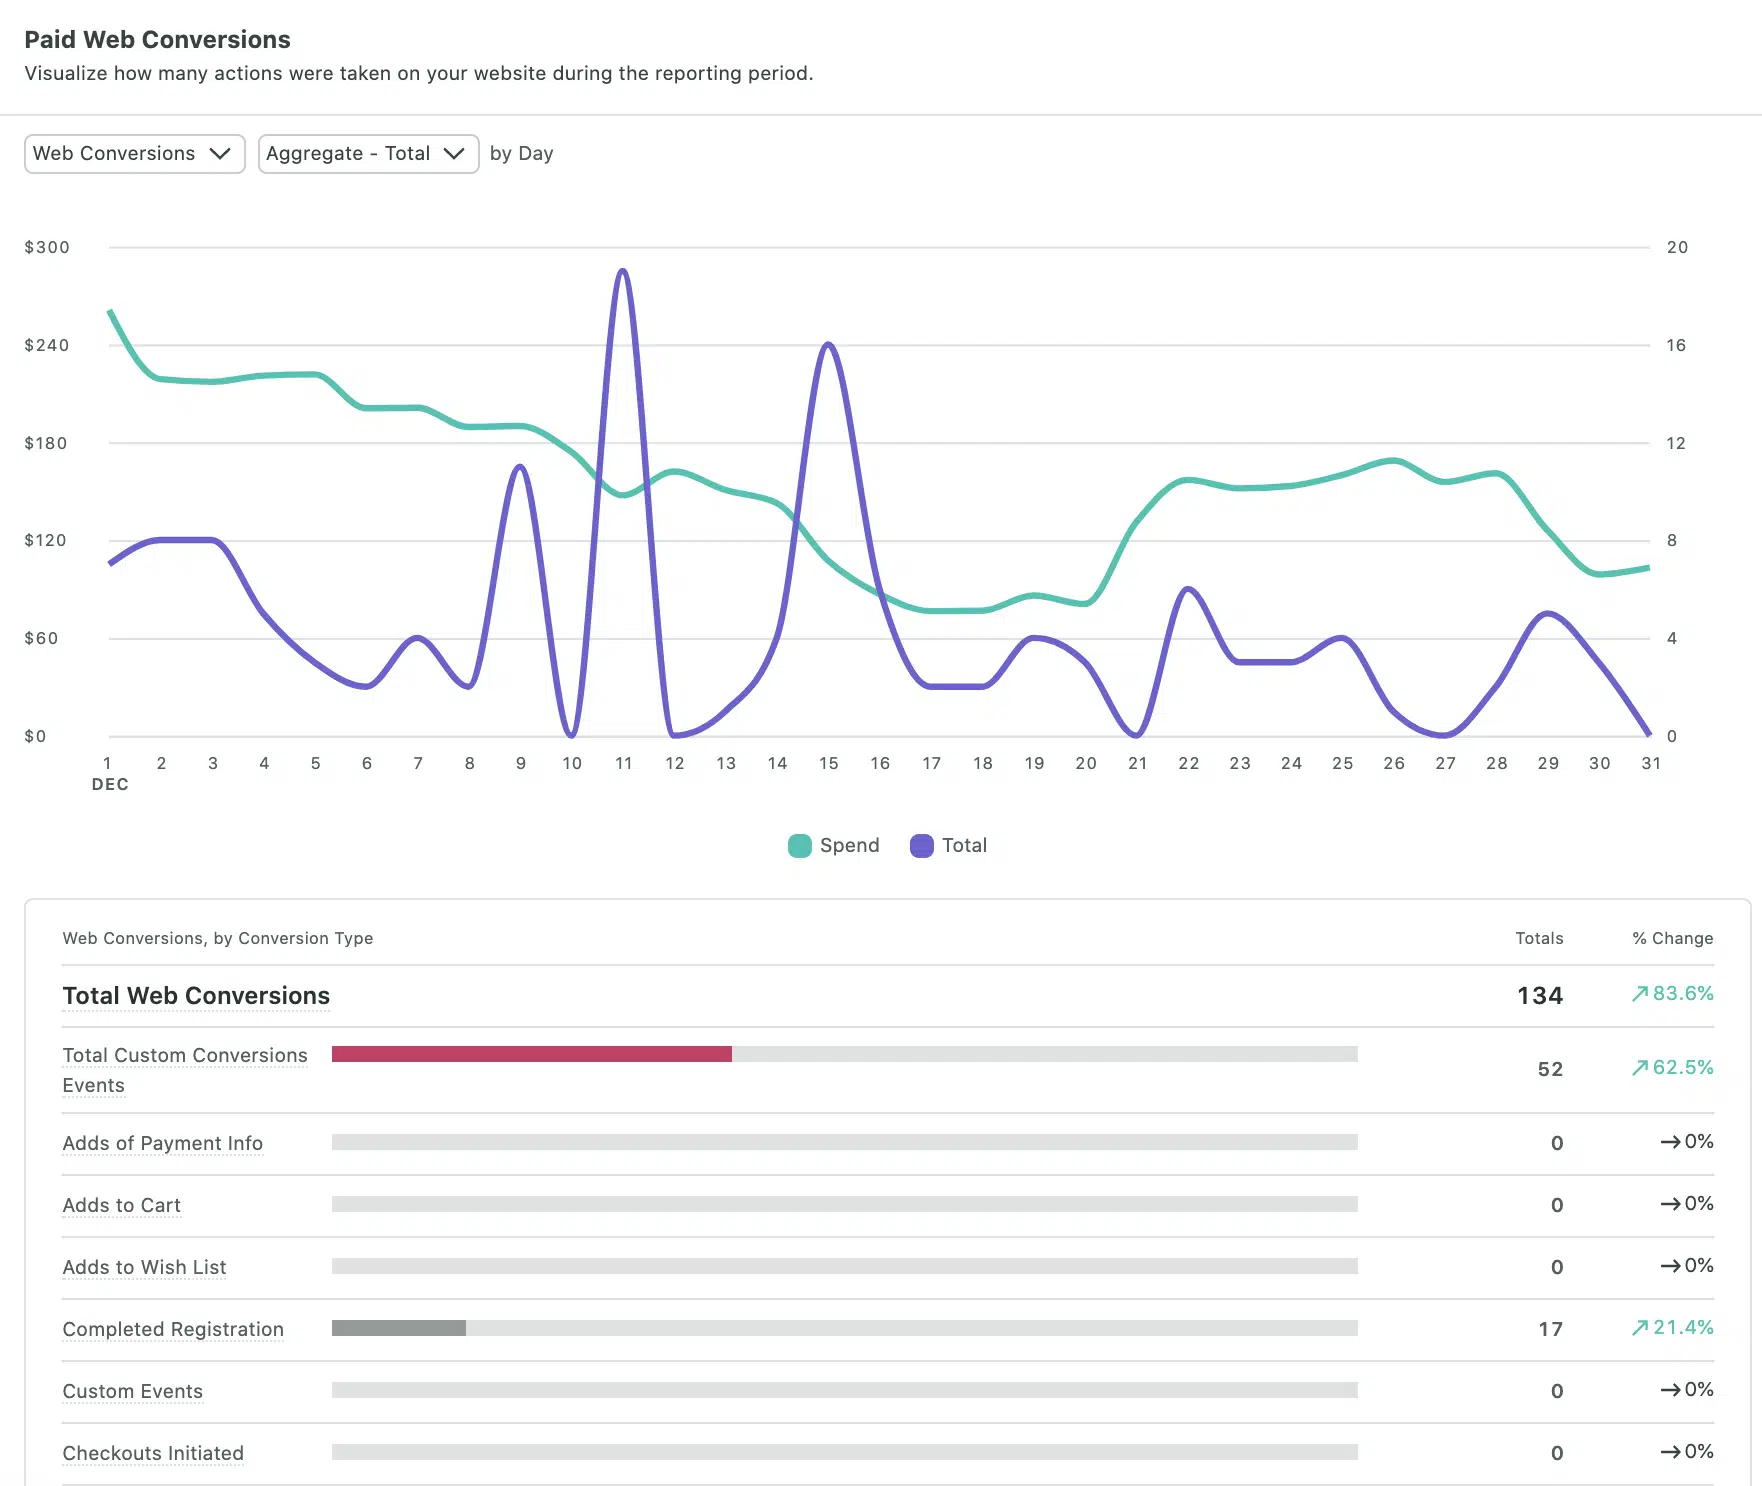 Paid Web Conversions
Visualize how many actions were taken on your website during the reporting period.
Web Conversions Aggregate - Total by Day
$300 20
$240 16
$180 12
$120 8
$60 4
$0 0
1 2 3 4 5 6 7 8 9 10 11 12 13 14 15 16 17 18 19 20 21 22 23 24 25 26 27 28 29 30 31
DEC
Spend Total
Web Conversions, by Conversion Type Totals % Change
Total Web Conversions 134 83.6%
Total Custom Conversions
Events 52 62.5%
Adds of Payment Info 0 0%
Adds to Cart 0 0%
Adds to Wish List 0 0%
Completed Registration 17 21.4%
Custom Events 0 0%
Checkouts Initiated 0 0%